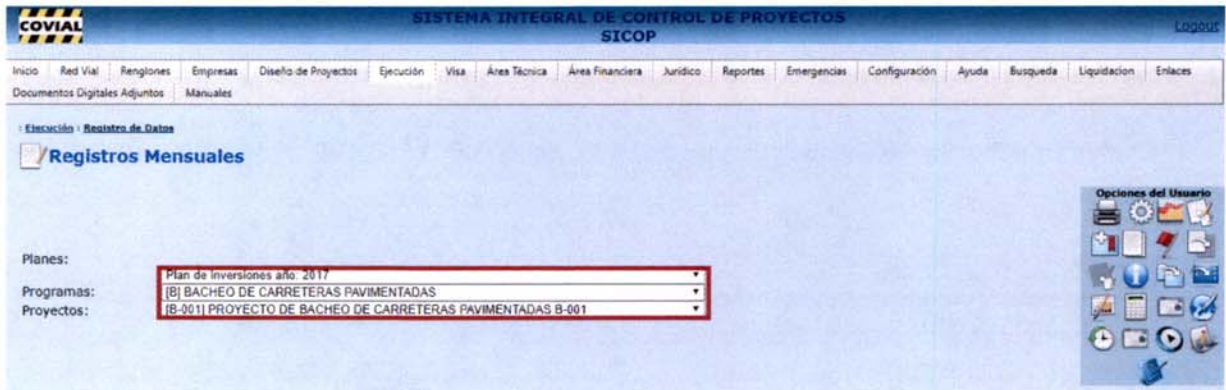 COVIAL
SISTEMA INTEGRAL DE CONTROL DE PROYECTOS
SICOP
Logout
Inicio Red Vial Renglones Empresas Diseño de Proyectos Ejecución Visa Área Técnica Área Financiera Jurídico Reportes Emergencias Configuración Ayuda Busqueda Liquidacion Enlaces
Documentos Digitales Adjuntos Manuales
: Ejecución : Registro de Datos
Registros Mensuales
Opciones del Usuario
Planes:
Plan de inversiones año: 2017
Programas:
[B] BACHEO DE CARRETERAS PAVIMENTADAS
Proyectos:
[B-001] PROYECTO DE BACHEO DE CARRETERAS PAVIMENTADAS B-001